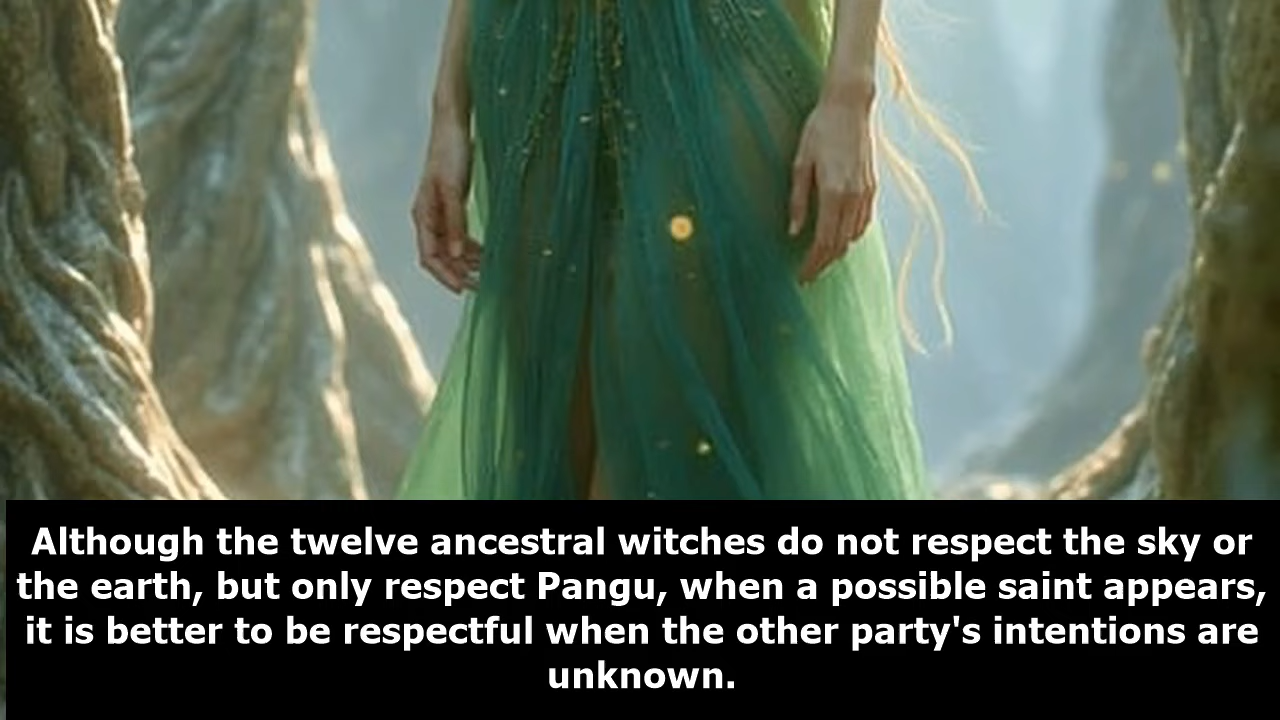 Although the twelve ancestral witches do not respect the sky or
the earth, but only respect Pangu, when a possible saint appears,
it is better to be respectful when the other party's intentions are
unknown.